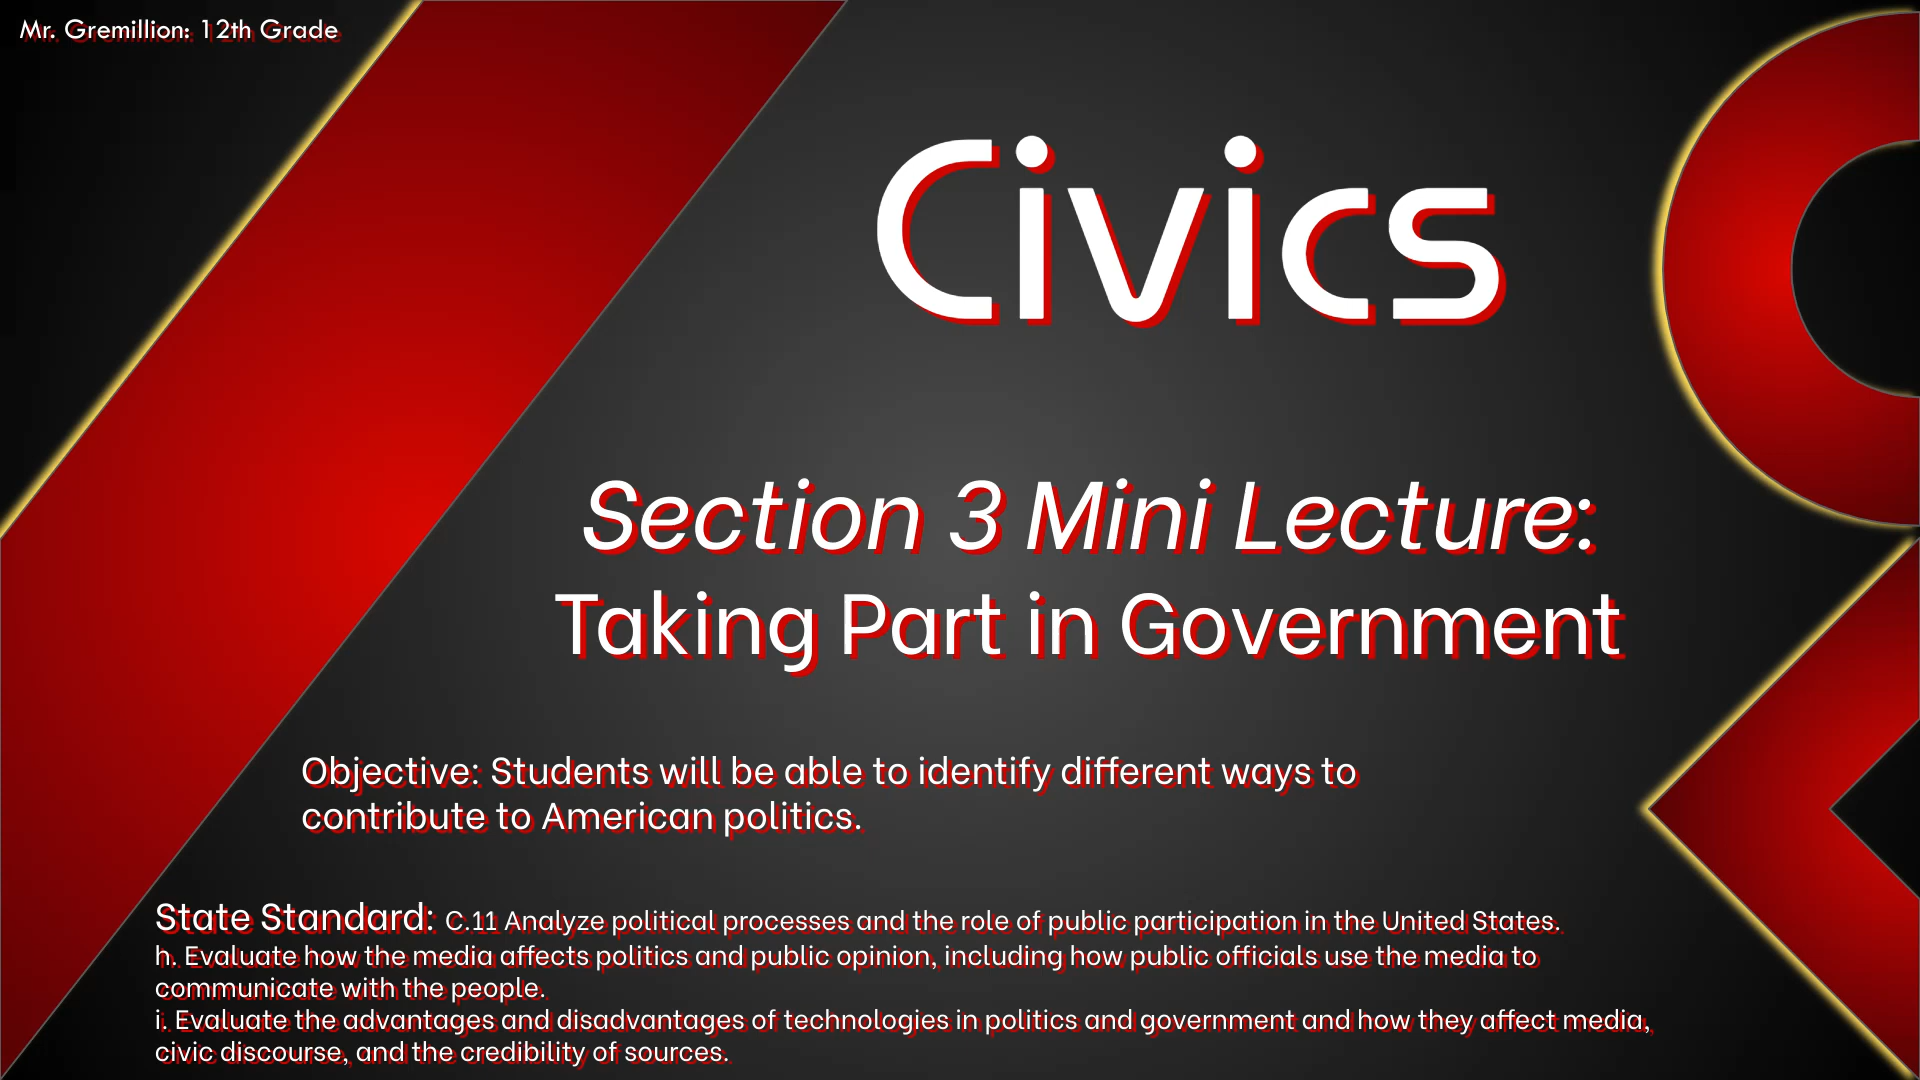 Mr. Gremillion: 12th Grade
Civics
Section 3 Mini Lecture:
Taking Part in Government
Objective: Students will be able to identify different ways to
contribute to American politics.
State Standard: C.11 Analyze political processes and the role of public participation in the United States.
h. Evaluate how the media affects politics and public opinion, including how public officials use the media to
communicate with the people.
i. Evaluate the advantages and disadvantages of technologies in politics and government and how they affect media,
civic discourse, and the credibility of sources.